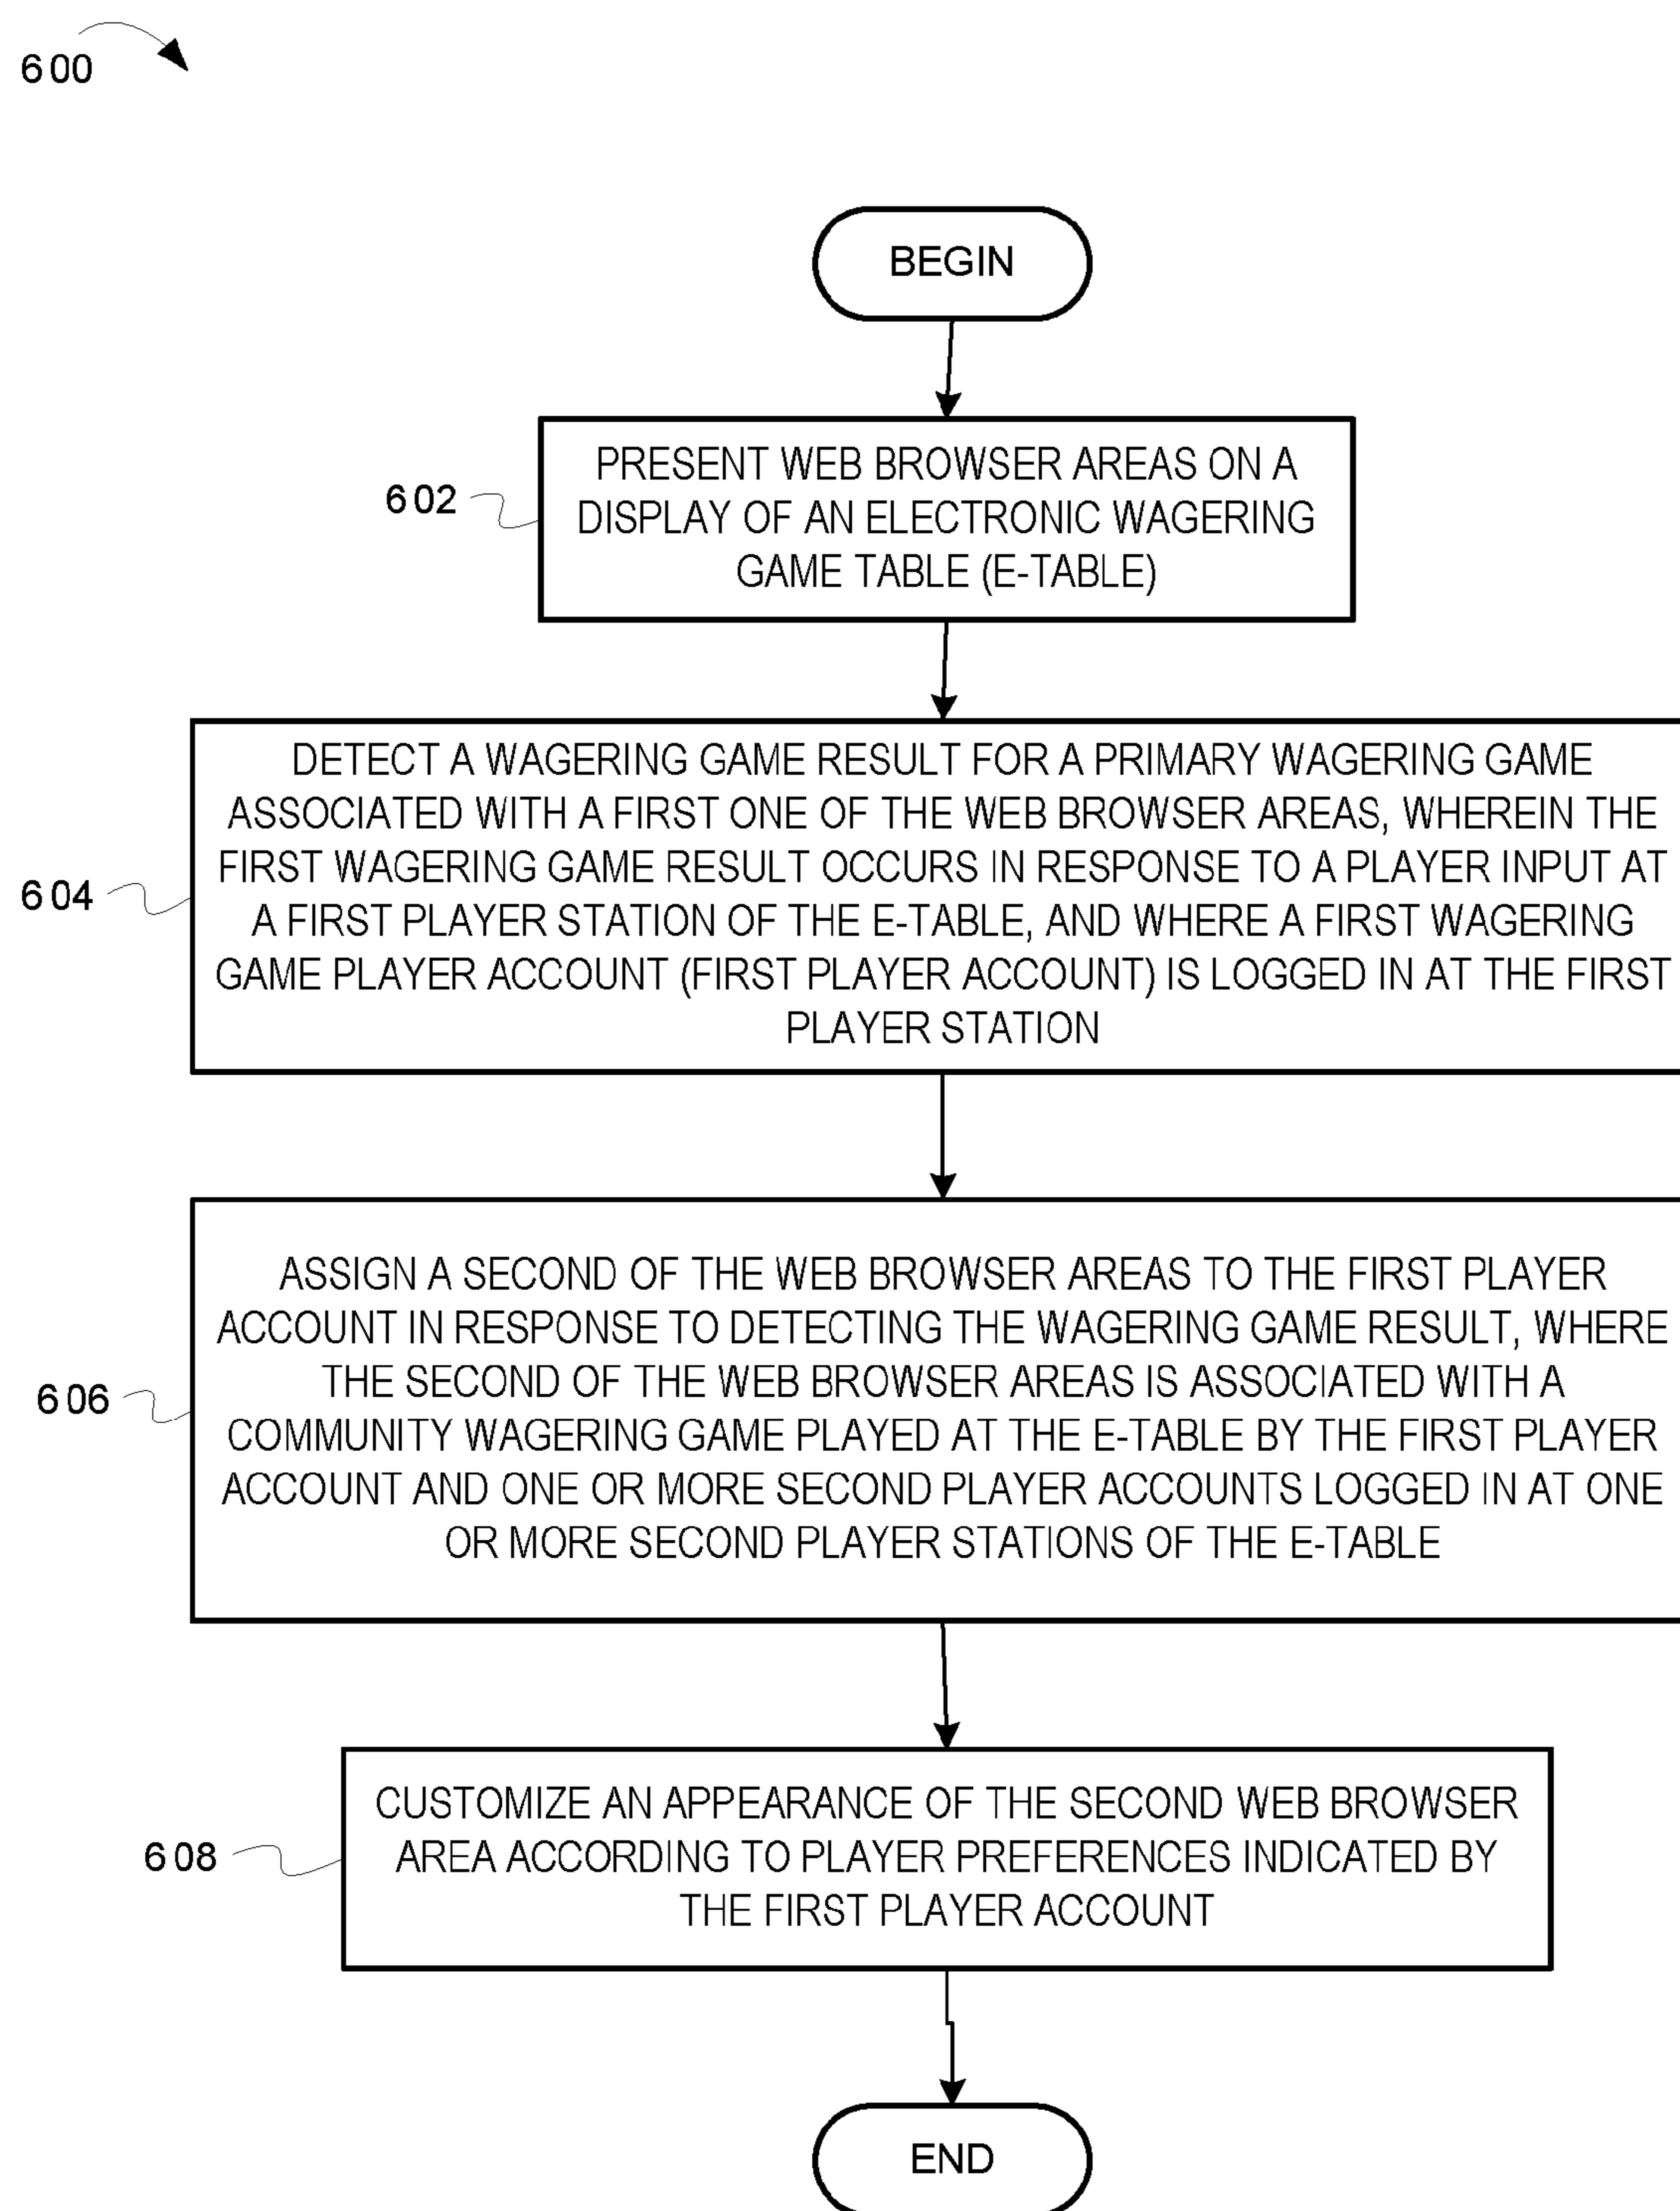 600
BEGIN
602
PRESENT WEB BROWSER AREAS ON A
DISPLAY OF AN ELECTRONIC WAGERING
GAME TABLE (E-TABLE)
604
DETECT A WAGERING GAME RESULT FOR A PRIMARY WAGERING GAME
ASSOCIATED WITH A FIRST ONE OF THE WEB BROWSER AREAS, WHEREIN THE
FIRST WAGERING GAME RESULT OCCURS IN RESPONSE TO A PLAYER INPUT AT
A FIRST PLAYER STATION OF THE E-TABLE, AND WHERE A FIRST WAGERING
GAME PLAYER ACCOUNT (FIRST PLAYER ACCOUNT) IS LOGGED IN AT THE FIRST
PLAYER STATION
606
ASSIGN A SECOND OF THE WEB BROWSER AREAS TO THE FIRST PLAYER
ACCOUNT IN RESPONSE TO DETECTING THE WAGERING GAME RESULT, WHERE
THE SECOND OF THE WEB BROWSER AREAS IS ASSOCIATED WITH A
COMMUNITY WAGERING GAME PLAYED AT THE E-TABLE BY THE FIRST PLAYER
ACCOUNT AND ONE OR MORE SECOND PLAYER ACCOUNTS LOGGED IN AT ONE
OR MORE SECOND PLAYER STATIONS OF THE E-TABLE
608
CUSTOMIZE AN APPEARANCE OF THE SECOND WEB BROWSER
AREA ACCORDING TO PLAYER PREFERENCES INDICATED BY
THE FIRST PLAYER ACCOUNT
END